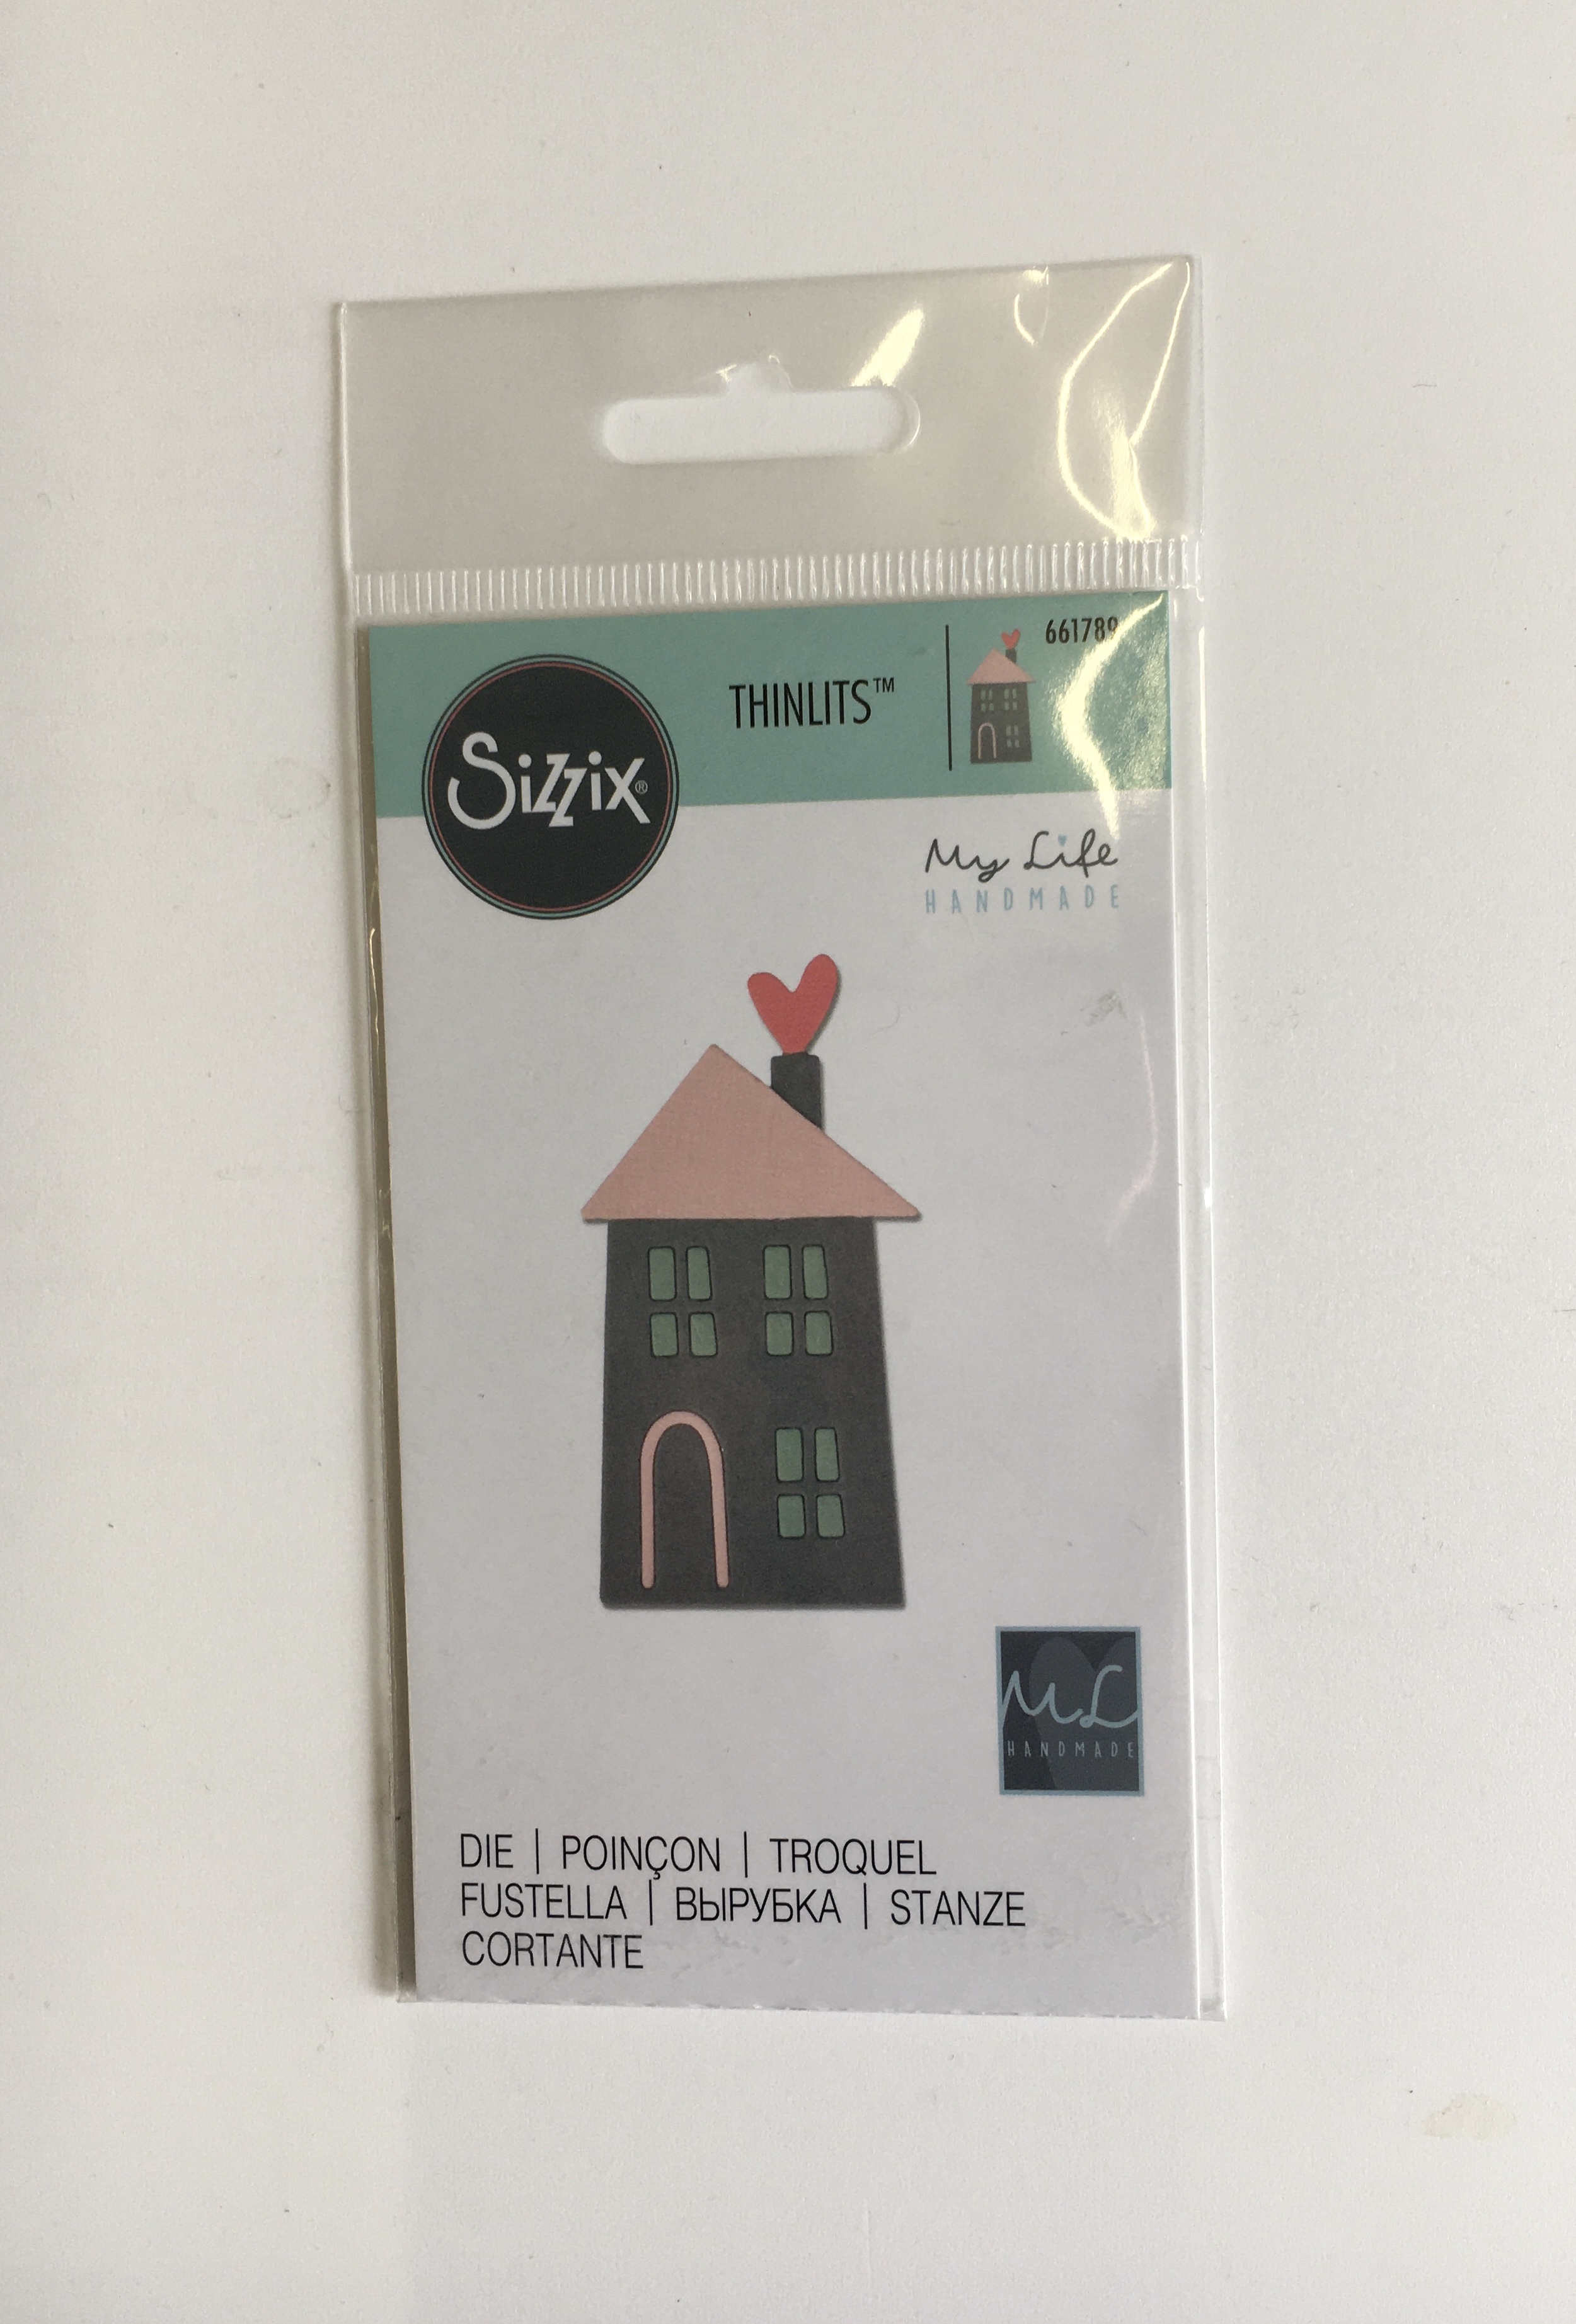 661789
THINLITS™
Sizzix®
My Life
HANDMADE
ML
HANDMADE
DIE | POINÇON | TROQUEL
FUSTELLA | ВЫРУБКА | STANZE
CORTANTE